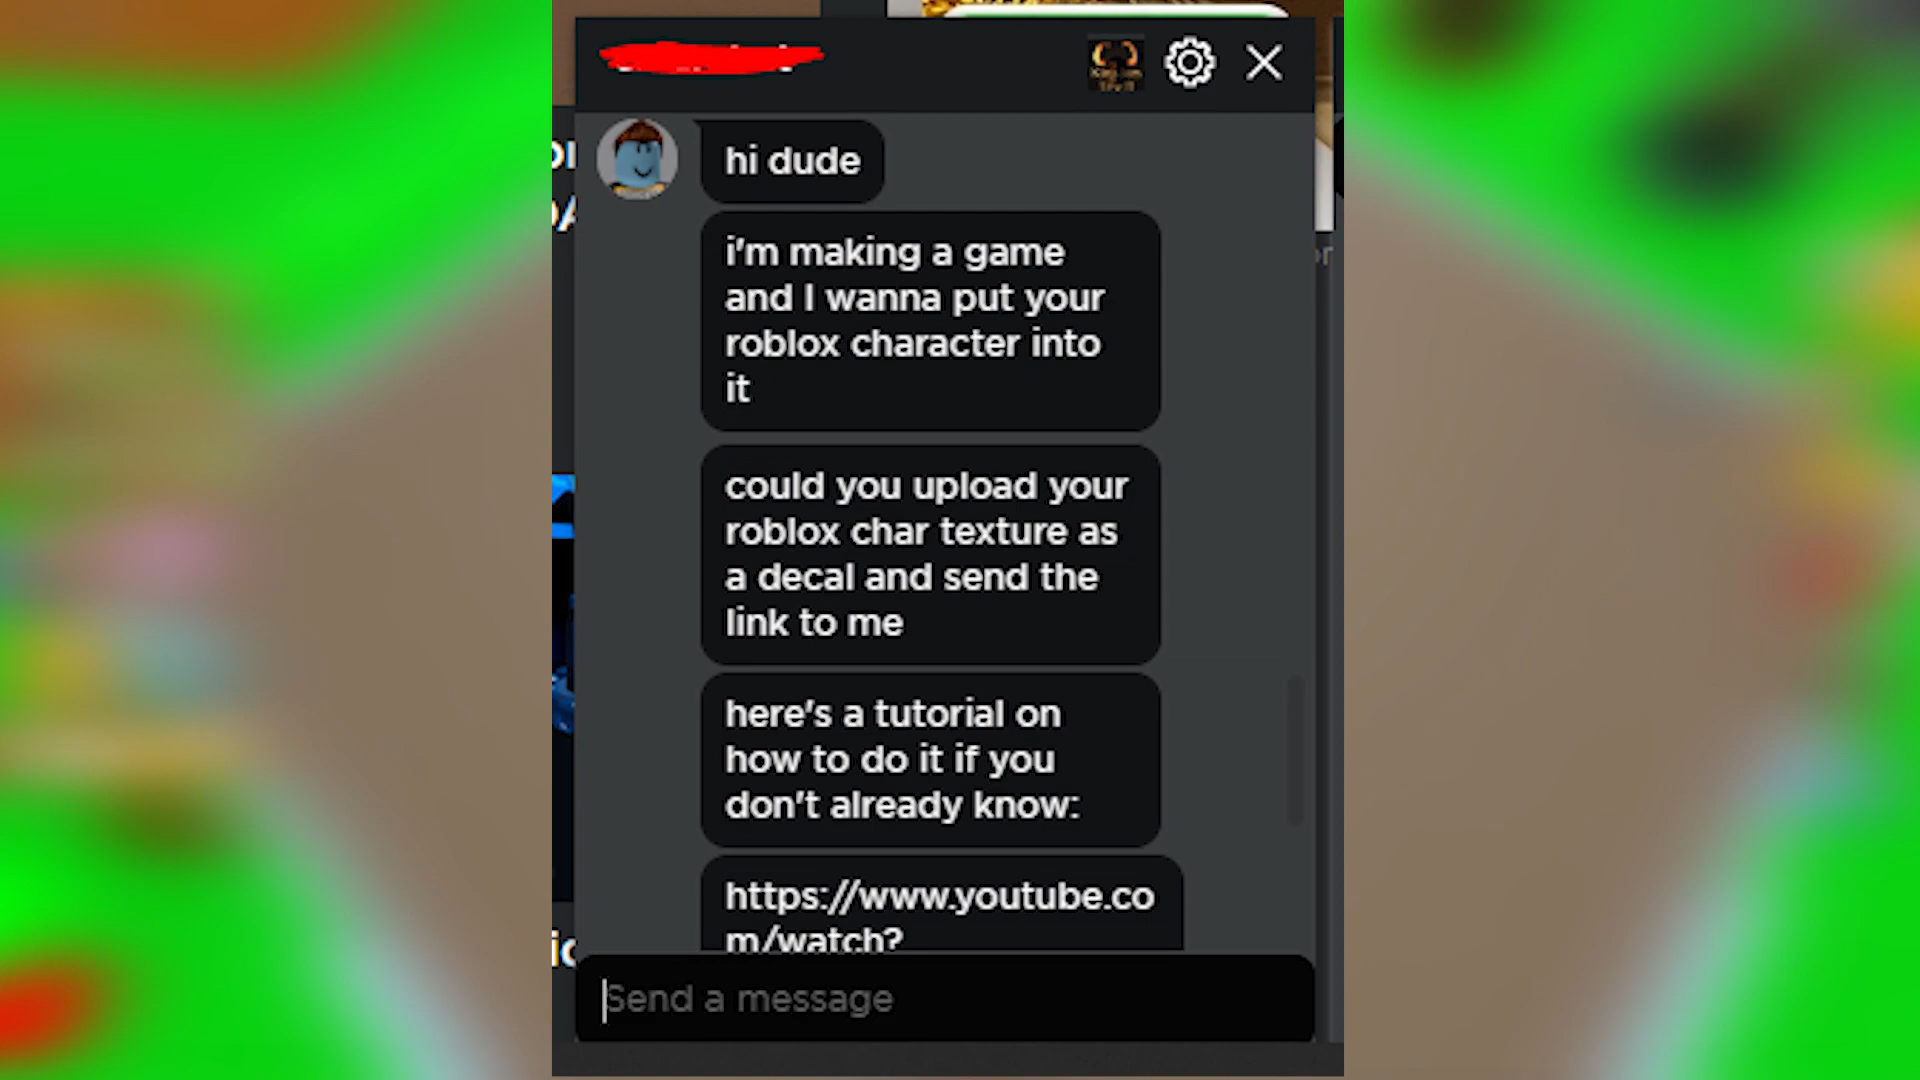 hi dude
i'm making a game
and I wanna put your
roblox character into
it
could you upload your
roblox char texture as
a decal and send the
link to me
here's a tutorial on
how to do it if you
don't already know:
https://www.youtube.co
m/watch?
Send a message